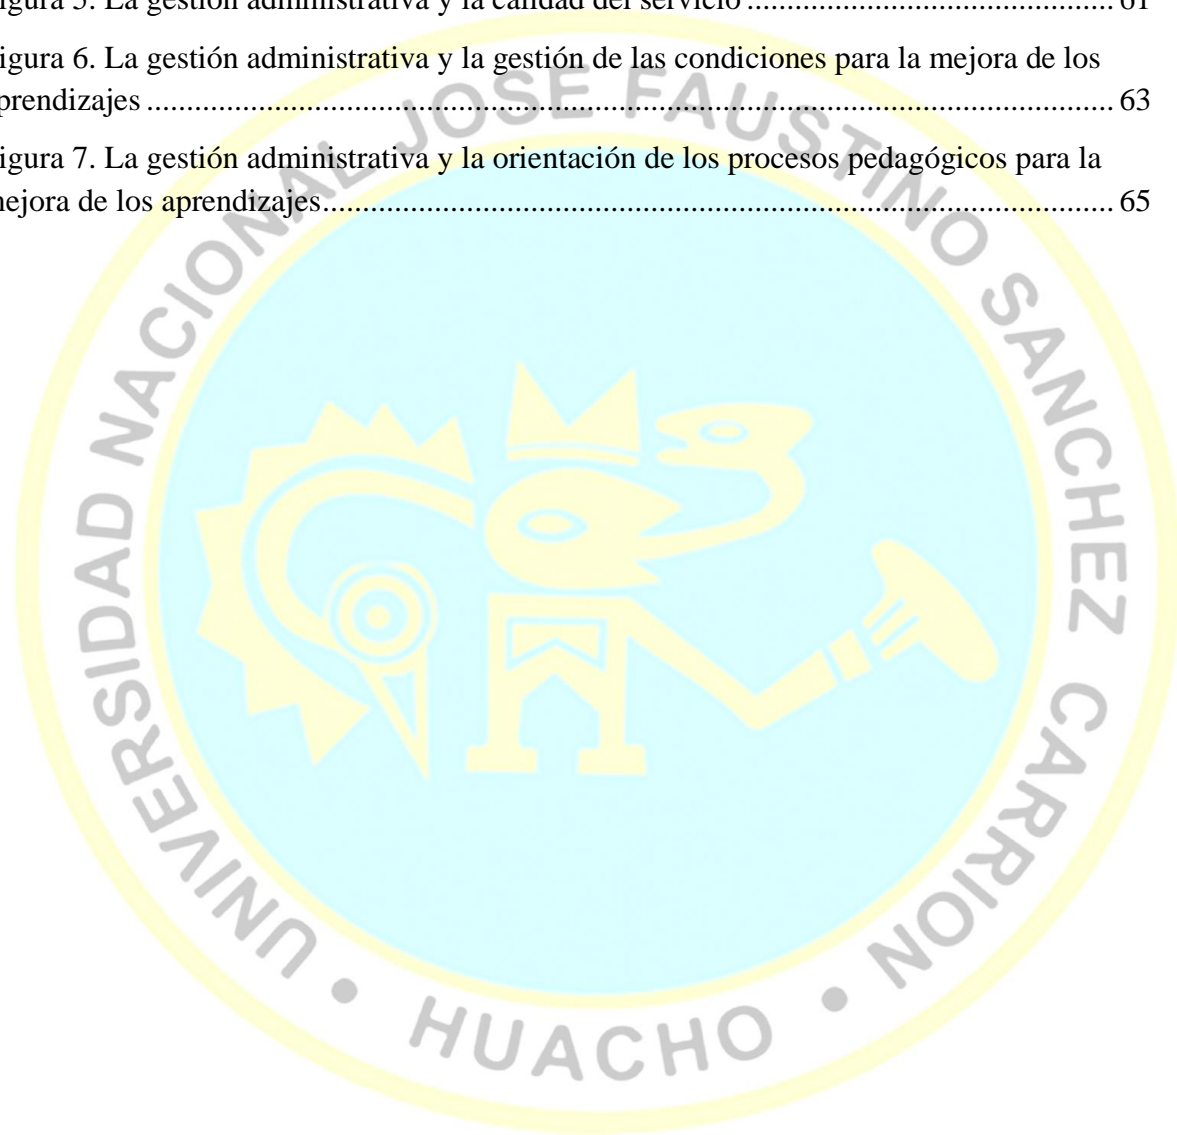 igura 5. La gestión administrativa y la calidad del servicio ........................................ 61
igura 6. La gestión administrativa y la gestión de las condiciones para la mejora de los
prendizajes ........................................................................................................................ 63
igura 7. La gestión administrativa y la orientación de los procesos pedagógicos para la
nejora de los aprendizajes.................................................................................................. 65
UNIVERSIDAD NACIONAL JOSE FAUSTINO SANCHEZ CARRION • HUACHO •